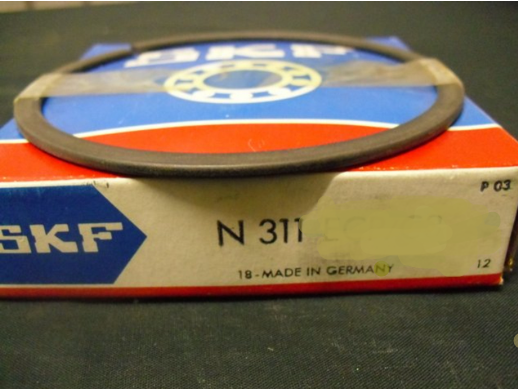 SKF
P 03
SKF
N 311
18-MADE IN GERMANY
12